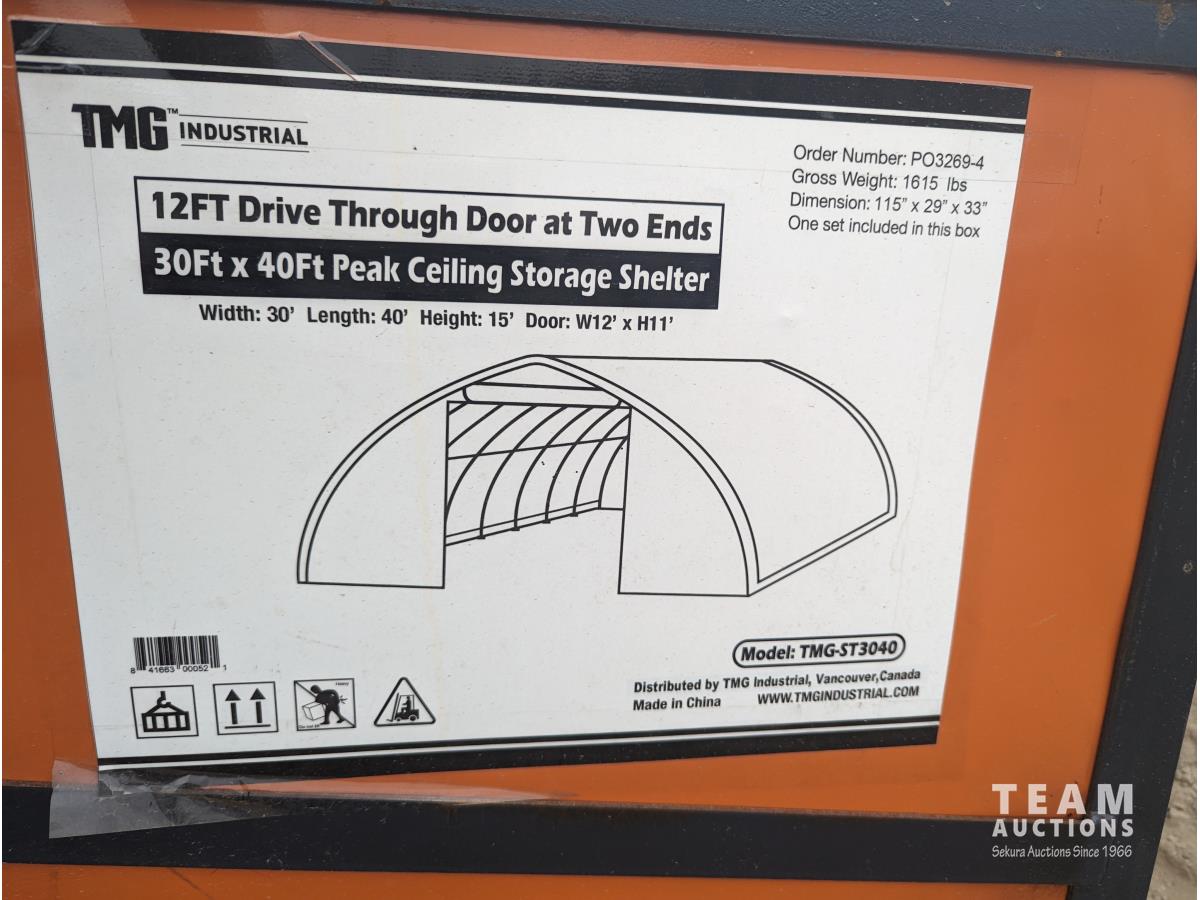 TMG™ INDUSTRIAL
Order Number: PO3269-4
Gross Weight: 1615 lbs
Dimension: 115" x 29" x 33"
One set included in this box
12FT Drive Through Door at Two Ends
30Ft x 40Ft Peak Ceiling Storage Shelter
Width: 30' Length: 40' Height: 15' Door: W12' x H11'
8 41663 00052 1
Heavy
Model: TMG-ST3040
Distributed by TMG Industrial, Vancouver,Canada
Made in China WWW.TMGINDUSTRIAL.COM
TEAM
AUCTIONS
Sekura Auctions Since 1966